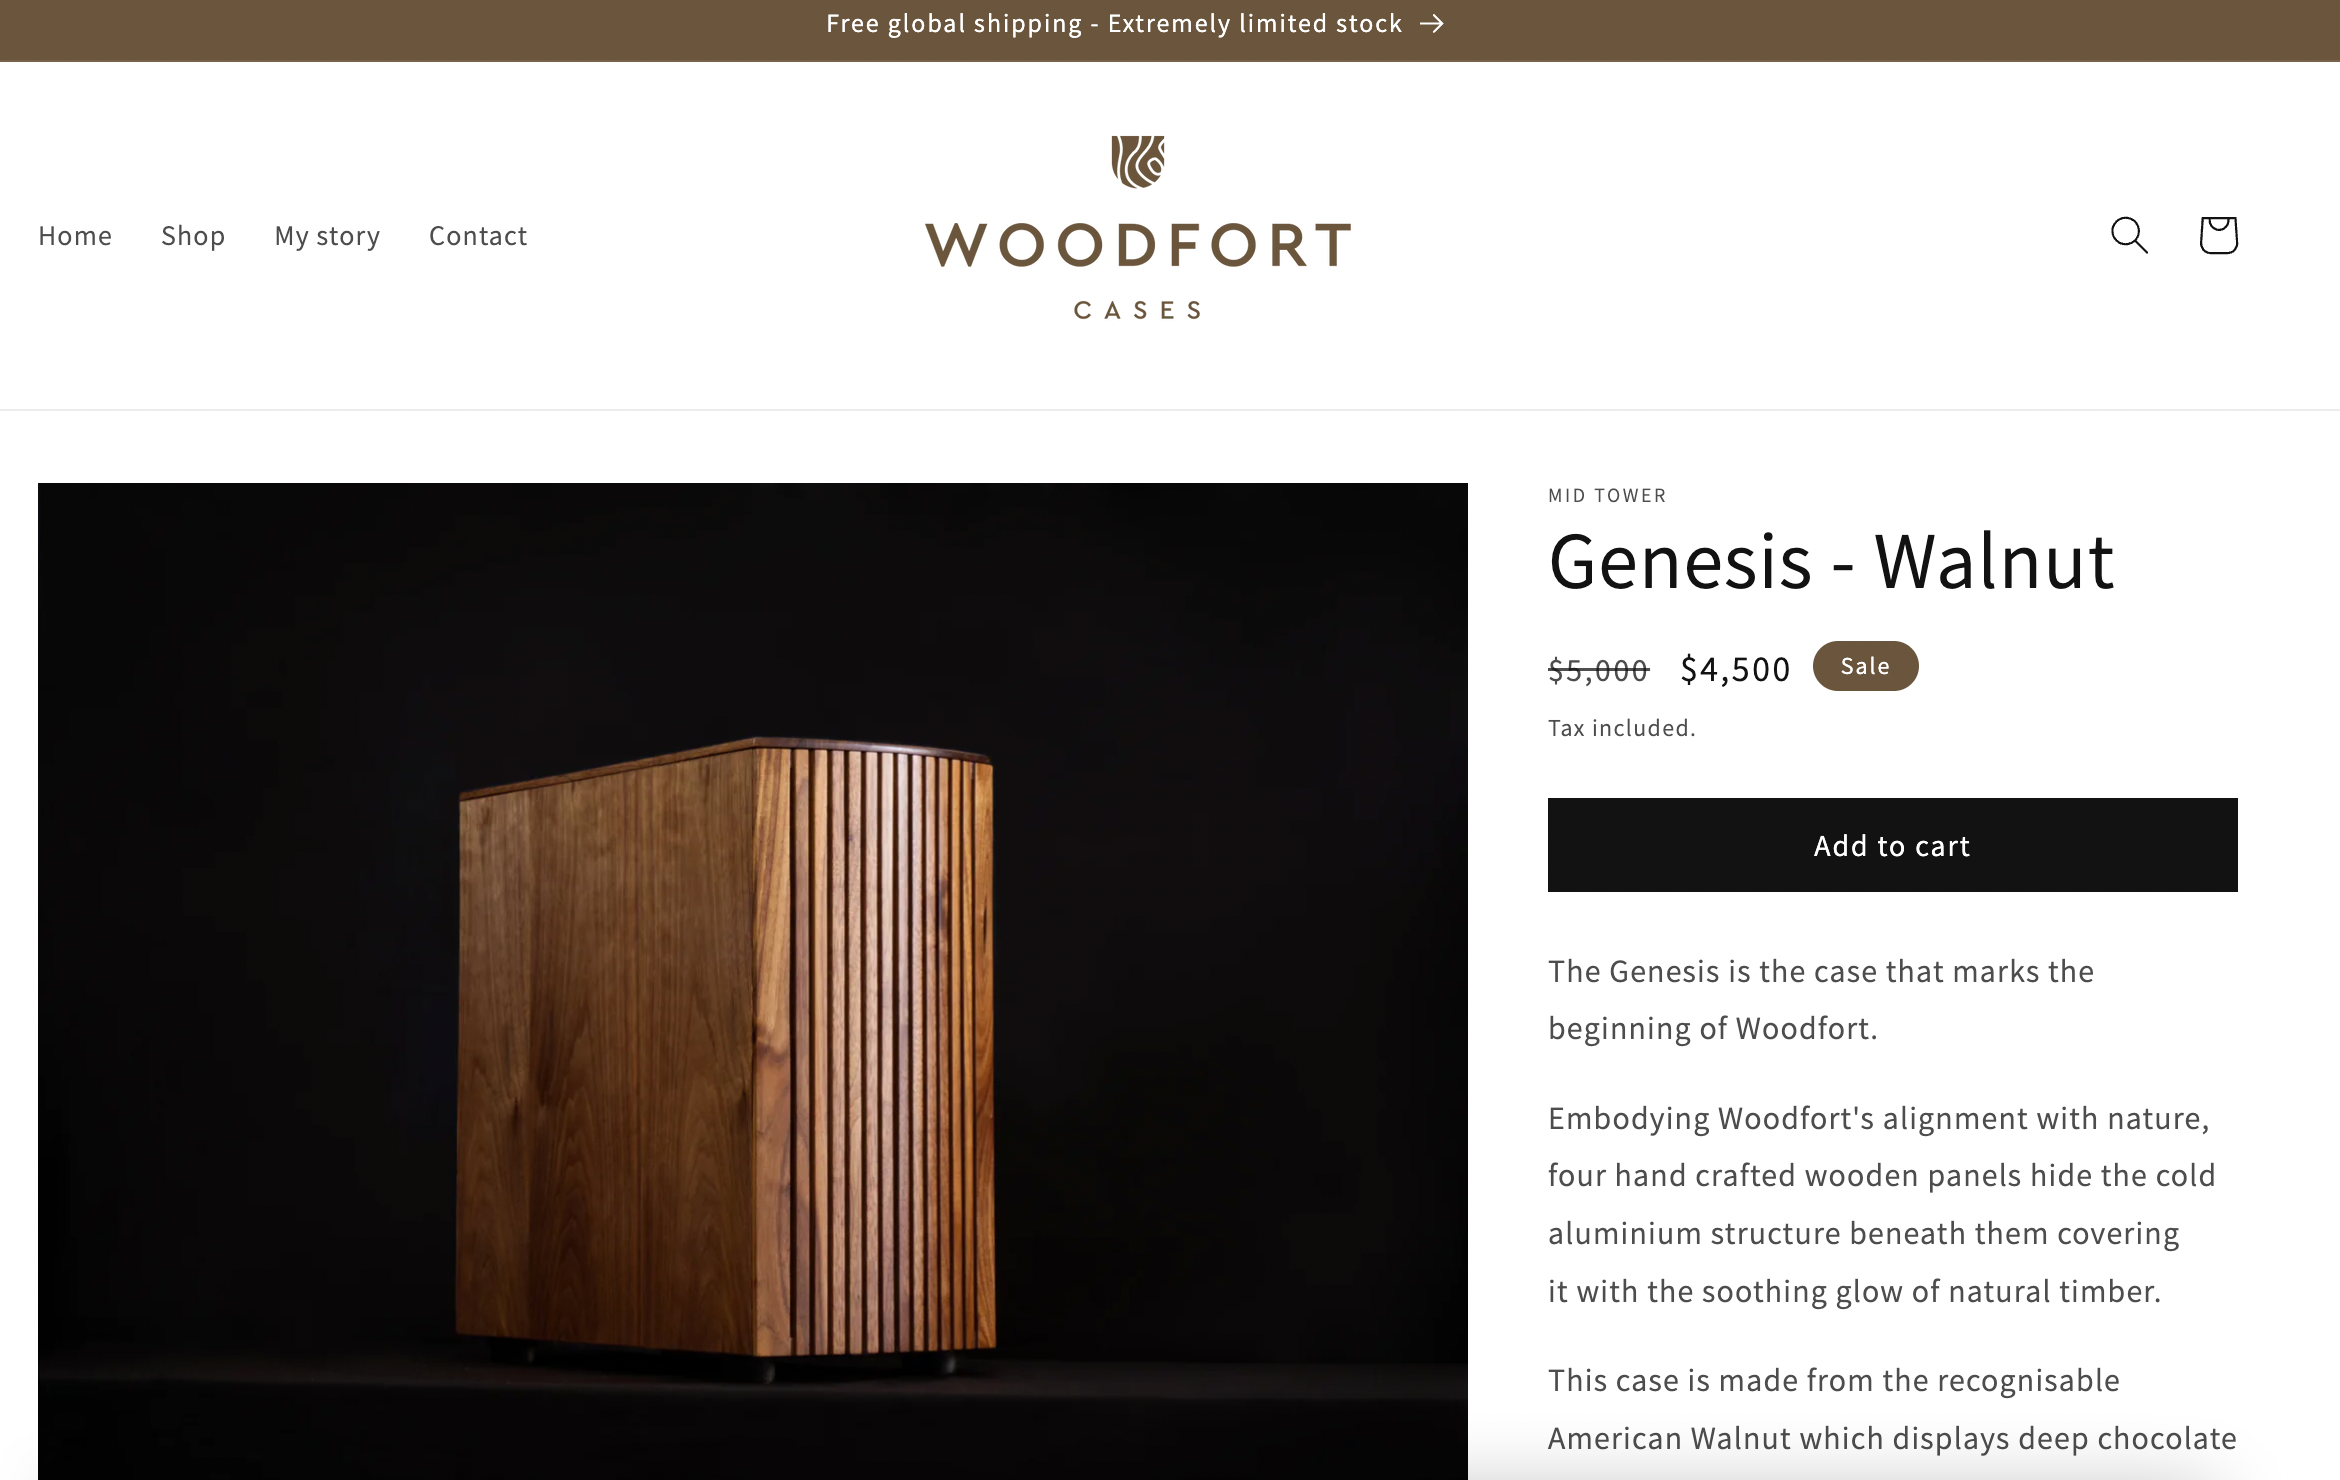 Free global shipping - Extremely limited stock →
Home Shop My story Contact
WOODFORT
CASES
MID TOWER
Genesis - Walnut
$5,000 $4,500 Sale
Tax included.
Add to cart
The Genesis is the case that marks the
beginning of Woodfort.
Embodying Woodfort's alignment with nature,
four hand crafted wooden panels hide the cold
aluminium structure beneath them covering
it with the soothing glow of natural timber.
This case is made from the recognisable
American Walnut which displays deep chocolate